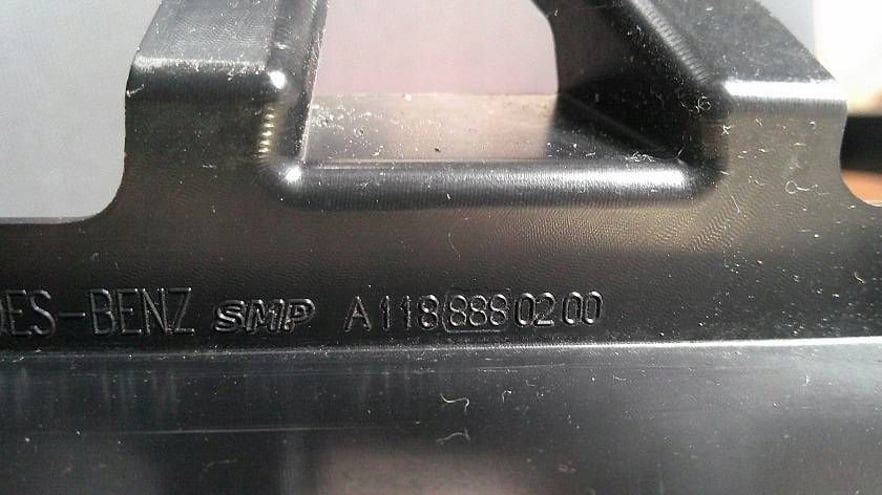 DES-BENZ SMP A 118 888 02 00